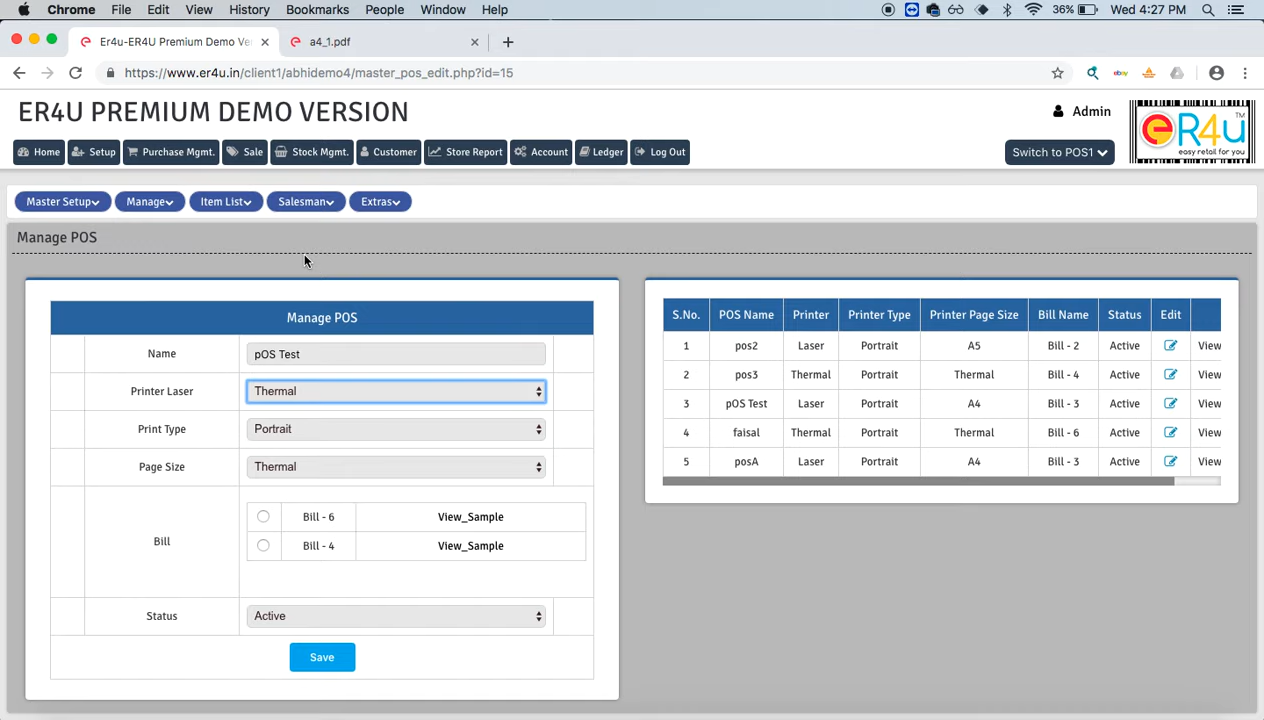 Chrome File Edit View History Bookmarks People Window Help 36% Wed 4:27 PM
Er4u-ER4U Premium Demo Ve a4_1.pdf
https://www.er4u.in/client1/abhidemo4/master_pos_edit.php?id=15
ER4U PREMIUM DEMO VERSION
Admin
eR4u TM
easy retail for you
Home Setup Purchase Mgmt. Sale Stock Mgmt. Customer Store Report Account Ledger Log Out
Switch to POS1
Master Setup Manage Item List Salesman Extras
Manage POS
Manage POS
Name pOS Test
Printer Laser Thermal
Print Type Portrait
Page Size Thermal
Bill
Bill - 6 View_Sample
Bill - 4 View_Sample
Status Active
Save
S.No. POS Name Printer Printer Type Printer Page Size Bill Name Status Edit
1 pos2 Laser Portrait A5 Bill - 2 Active View
2 pos3 Thermal Portrait Thermal Bill - 4 Active View
3 pOS Test Laser Portrait A4 Bill - 3 Active View
4 faisal Thermal Portrait Thermal Bill - 6 Active View
5 posA Laser Portrait A4 Bill - 3 Active View